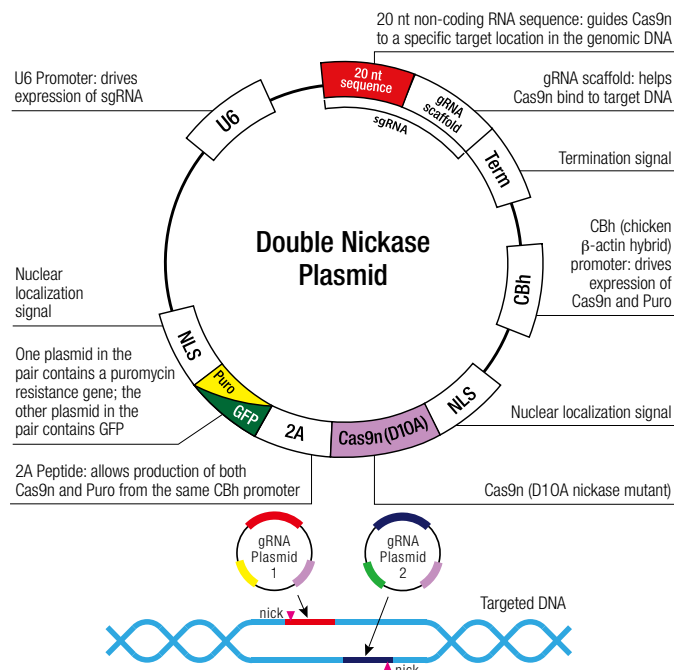 20 nt non-coding RNA sequence: guides Cas9n
to a specific target location in the genomic DNA
U6 Promoter: drives
expression of sgRNA
gRNA scaffold: helps
Cas9n bind to target DNA
20 nt
sequence
gRNA
scaffold
sgRNA
U6
Term
Termination signal
Double Nickase
Plasmid
CBh (chicken
β-actin hybrid)
promoter: drives
expression of
Cas9n and Puro
CBh
Nuclear
localization
signal
NLS
One plasmid in the
pair contains a puromycin
resistance gene; the
other plasmid in the
pair contains GFP
Puro
GFP
2A
Cas9n (D10A)
NLS
Nuclear localization signal
2A Peptide: allows production of both
Cas9n and Puro from the same CBh promoter
Cas9n (D10A nickase mutant)
gRNA
Plasmid
1
gRNA
Plasmid
2
Targeted DNA
nick
nick